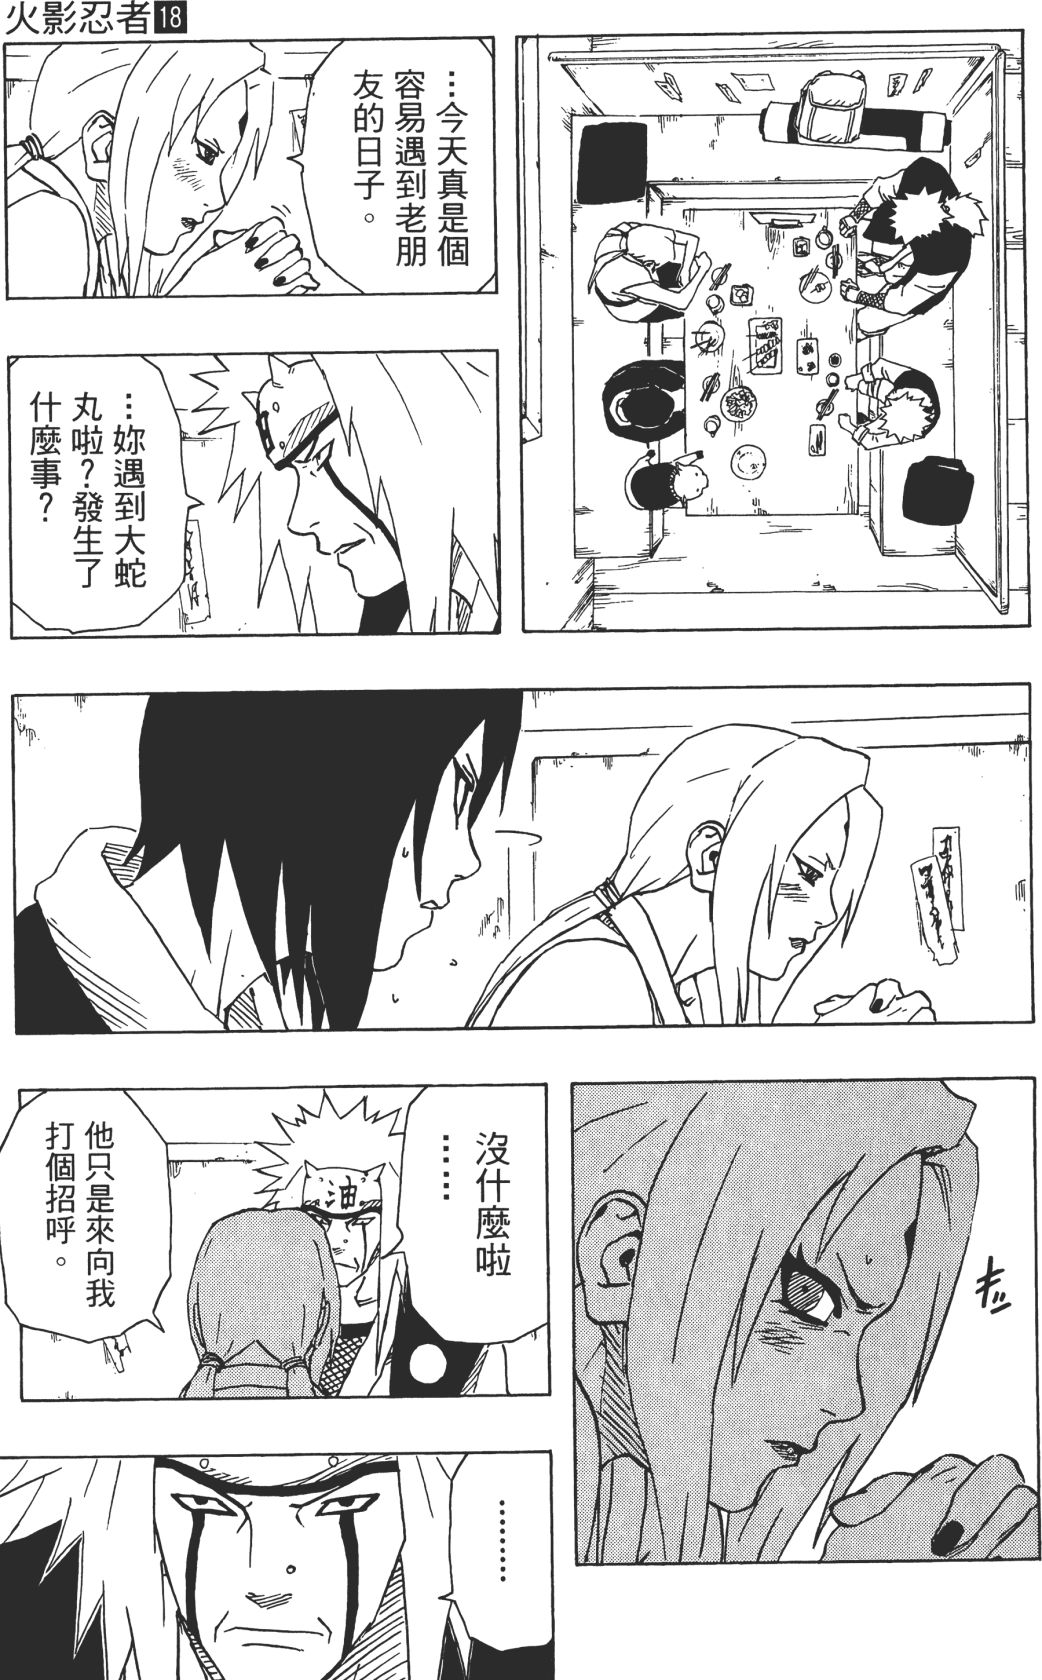 火影忍者18
…今天真是個
容易遇到老朋
友的日子。
…妳遇到大蛇
丸啦?發生了
什麼事?
ギ…
沒什麼啦
……
他只是來向我
打個招呼。
油
………